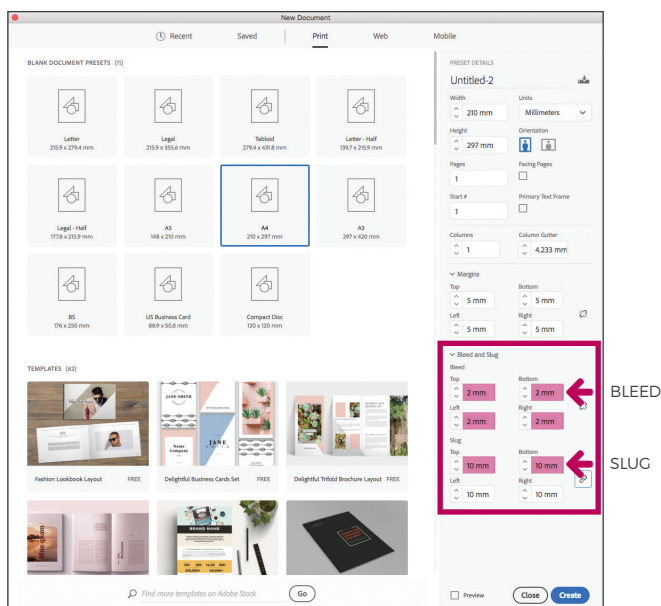 New Document
Recent Saved Print Web Mobile
BLANK DOCUMENT PRESETS (11)
Letter
215.9 x 279.4 mm
Legal
215.9 x 355.6 mm
Tabloid
279.4 x 431.8 mm
Letter - Half
139.7 x 215.9 mm
Legal - Half
177.8 x 215.9 mm
A5
148 x 210 mm
A4
210 x 297 mm
A3
297 x 420 mm
B5
176 x 250 mm
US Business Card
88.9 x 50.8 mm
Compact Disc
120 x 120 mm
TEMPLATES (62)
JANE SMITH
Name
Company
JANE
Fashion Lookbook Layout FREE
Delightful Business Cards Set FREE
Delightful Trifold Brochure Layout FREE
BRAND NAME
Find more templates on Adobe Stock
Go
PRESET DETAILS
Untitled-2
Width Units
210 mm Millimeters
Height Orientation
297 mm
Pages Facing Pages
1
Start # Primary Text Frame
1
Columns Column Gutter
1 4.233 mm
Margins
Top Bottom
5 mm 5 mm
Left Right
5 mm 5 mm
Bleed and Slug
Bleed
Top Bottom
2 mm 2 mm
BLEED
Left Right
2 mm 2 mm
Slug
Top Bottom
10 mm 10 mm
SLUG
Left Right
10 mm 10 mm
Preview Close Create